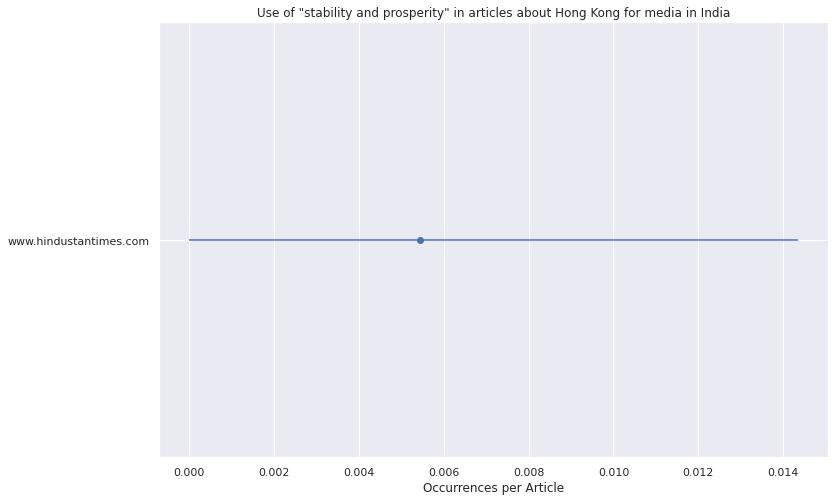 Use of "stability and prosperity" in articles about Hong Kong for media in India
www.hindustantimes.com
0.000 0.002 0.004 0.006 0.008 0.010 0.012 0.014
Occurrences per Article